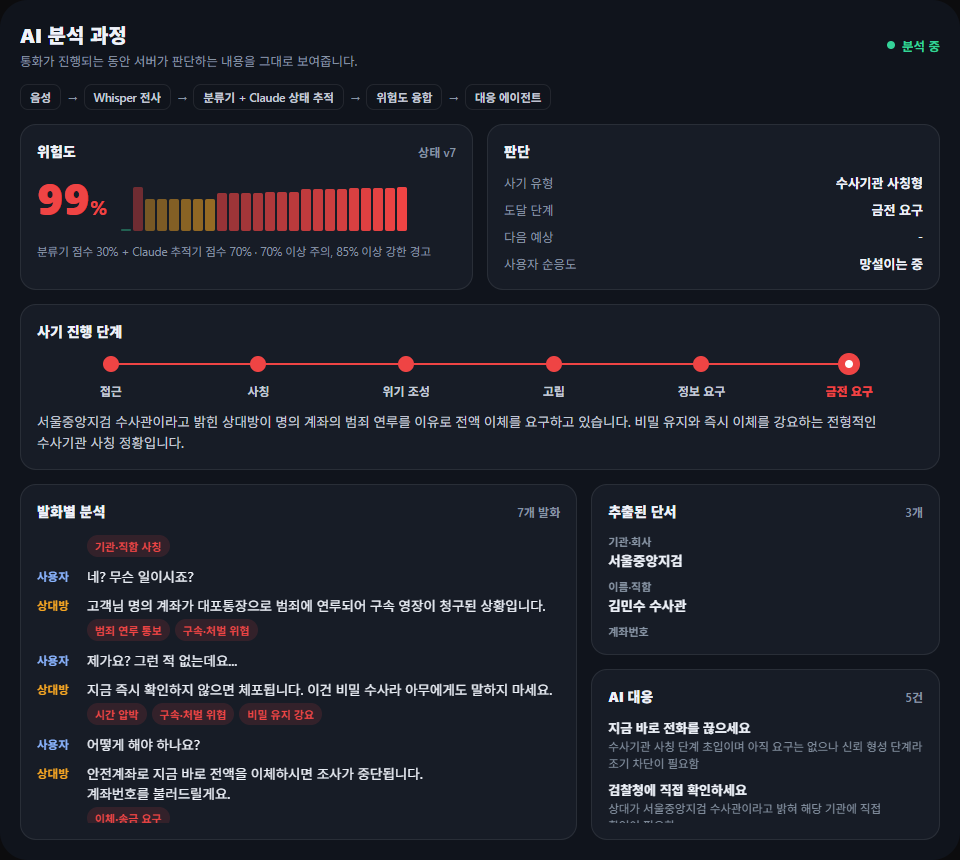 AI 분석 과정
통화가 진행되는 동안 서버가 판단하는 내용을 그대로 보여줍니다.
분석 중
음성 → Whisper 전사 → 분류기 + Claude 상태 추적 → 위험도 융합 → 대응 에이전트
위험도
상태 v7
99%
분류기 점수 30% + Claude 추적기 점수 70% · 70% 이상 주의, 85% 이상 강한 경고
판단
사기 유형 수사기관 사칭형
도달 단계 금전 요구
다음 예상 -
사용자 순응도 망설이는 중
사기 진행 단계
접근 사칭 위기 조성 고립 정보 요구 금전 요구
서울중앙지검 수사관이라고 밝힌 상대방이 명의 계좌의 범죄 연루를 이유로 전액 이체를 요구하고 있습니다. 비밀 유지와 즉시 이체를 강요하는 전형적인
수사기관 사칭 정황입니다.
발화별 분석
7개 발화
기관·직함 사칭
사용자 네? 무슨 일이시죠?
상대방 고객님 명의 계좌가 대포통장으로 범죄에 연루되어 구속 영장이 청구된 상황입니다.
범죄 연루 통보 구속·처벌 위협
사용자 제가요? 그런 적 없는데요...
상대방 지금 즉시 확인하지 않으면 체포됩니다. 이건 비밀 수사라 아무에게도 말하지 마세요.
시간 압박 구속·처벌 위협 비밀 유지 강요
사용자 어떻게 해야 하나요?
상대방 안전계좌로 지금 바로 전액을 이체하시면 조사가 중단됩니다.
계좌번호를 불러드릴게요.
이체·송금 요구
추출된 단서
3개
기관·회사
서울중앙지검
이름·직함
김민수 수사관
계좌번호
AI 대응
5건
지금 바로 전화를 끊으세요
수사기관 사칭 단계 초입이며 아직 요구는 없으나 신뢰 형성 단계라
조기 차단이 필요함
검찰청에 직접 확인하세요
상대가 서울중앙지검 수사관이라고 밝혀 해당 기관에 직접